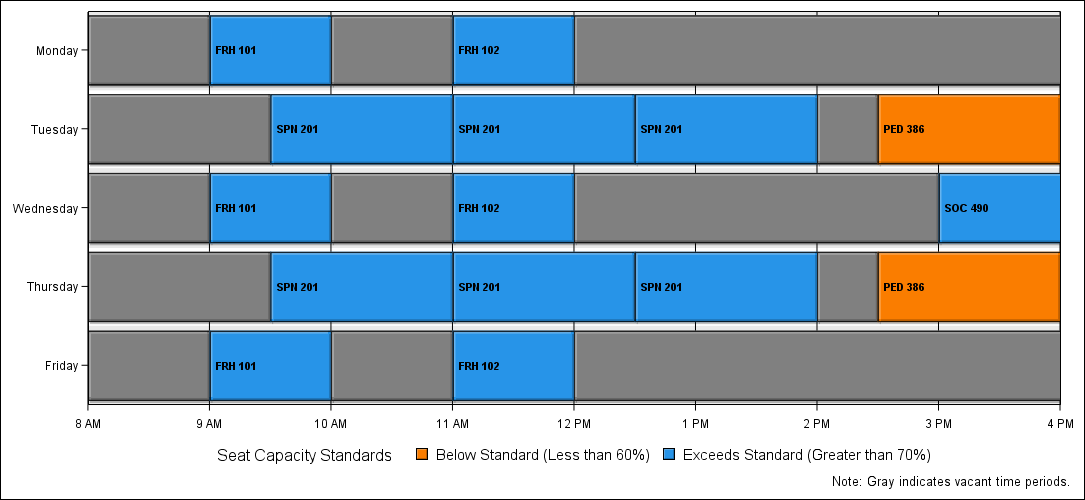 Monday FRH 101 FRH 102
Tuesday SPN 201 SPN 201 SPN 201 PED 386
Wednesday FRH 101 FRH 102 SOC 490
Thursday SPN 201 SPN 201 SPN 201 PED 386
Friday FRH 101 FRH 102
8 AM 9 AM 10 AM 11 AM 12 PM 1 PM 2 PM 3 PM 4 PM
Seat Capacity Standards Below Standard (Less than 60%) Exceeds Standard (Greater than 70%)
Note: Gray indicates vacant time periods.